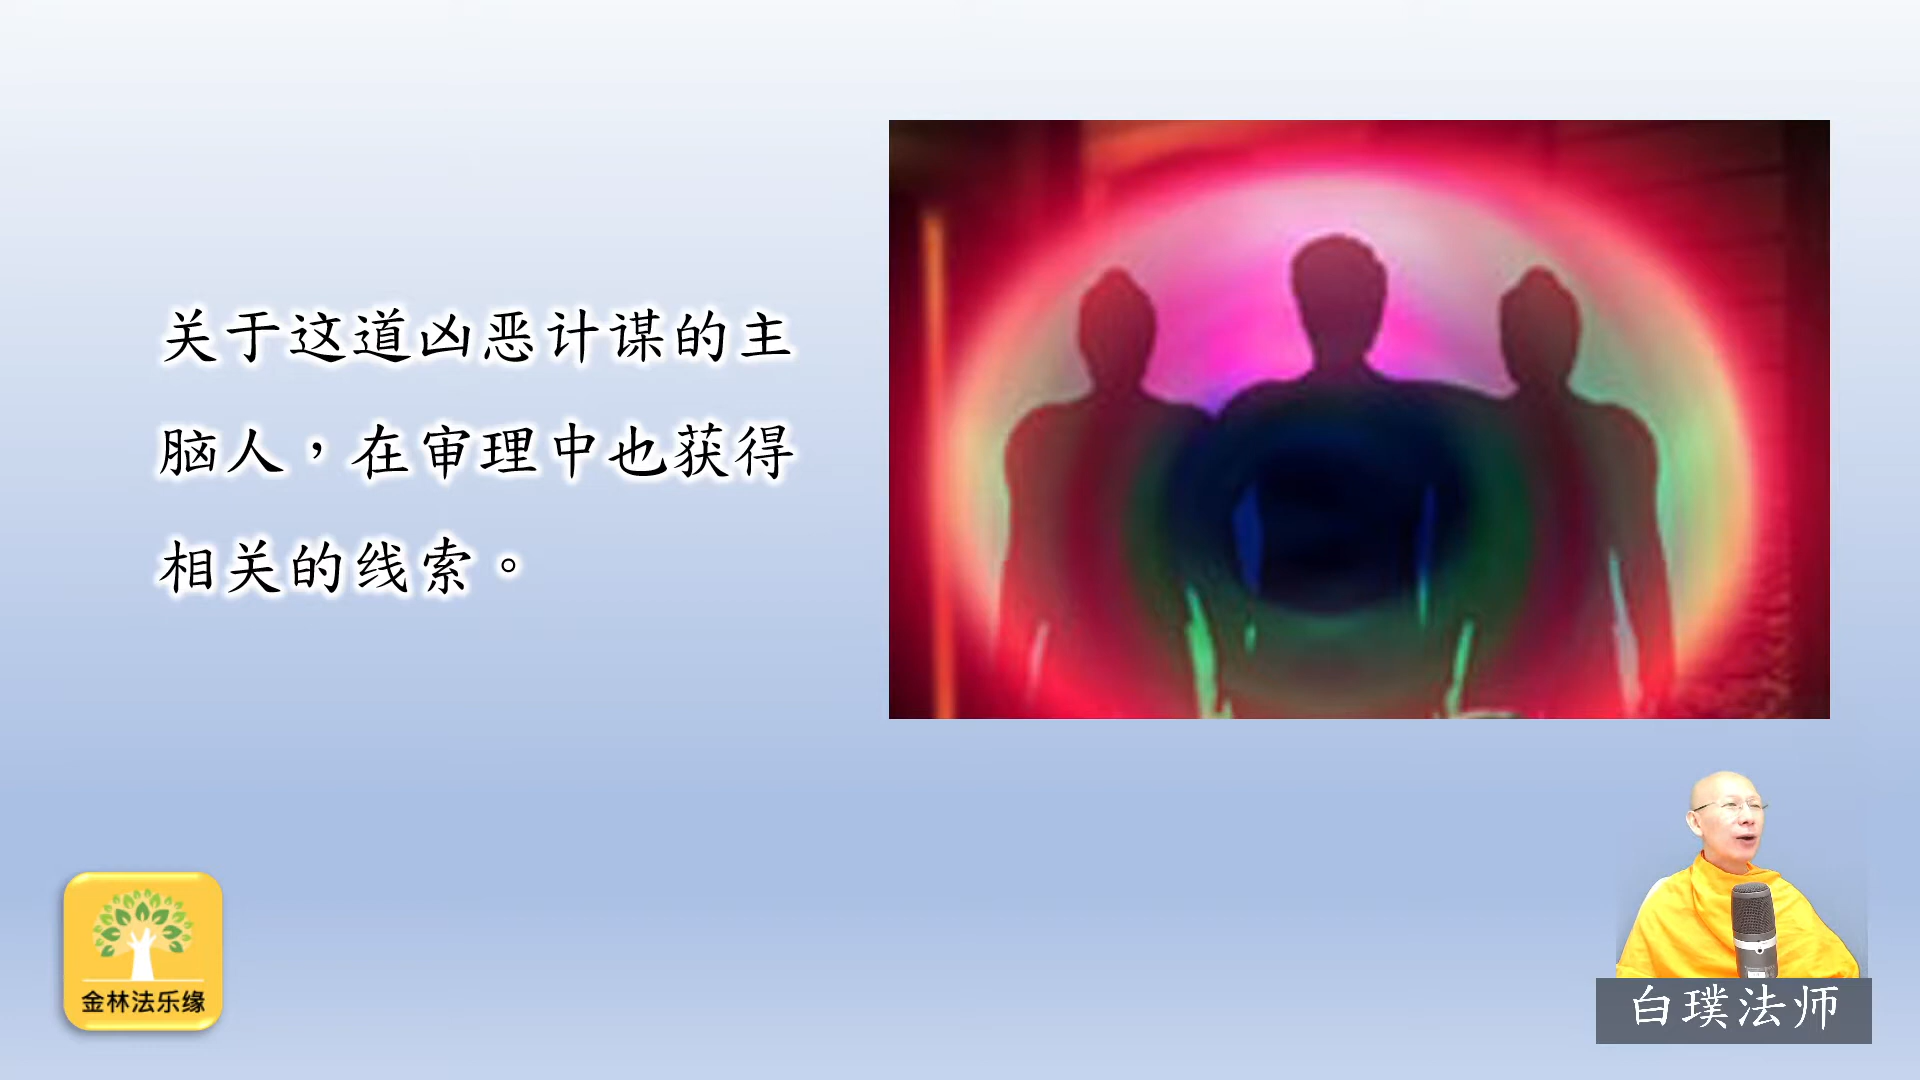 关于这道凶恶计谋的主
脑人，在审理中也获得
相关的线索。
金林法乐缘
白璞法师